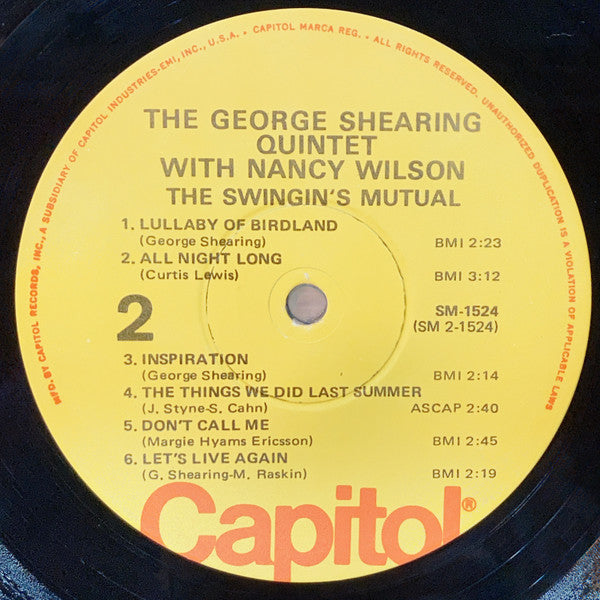 MFD. BY CAPITOL RECORDS, INC., A SUBSIDIARY OF CAPITOL INDUSTRIES-EMI, INC., U.S.A. • CAPITOL MARCA REG. • ALL RIGHTS RESERVED. UNAUTHORIZED DUPLICATION IS A VIOLATION OF APPLICABLE LAWS
THE GEORGE SHEARING
QUINTET
WITH NANCY WILSON
THE SWINGIN'S MUTUAL
1. LULLABY OF BIRDLAND
(George Shearing) BMI 2:23
2. ALL NIGHT LONG
(Curtis Lewis) BMI 3:12
2
SM-1524
(SM 2-1524)
3. INSPIRATION
(George Shearing) BMI 2:14
4. THE THINGS WE DID LAST SUMMER
(J. Styne-S. Cahn) ASCAP 2:40
5. DON'T CALL ME
(Margie Hyams Ericsson) BMI 2:45
6. LET'S LIVE AGAIN
(G. Shearing-M. Raskin) BMI 2:19
Capitol®